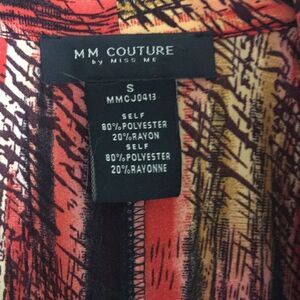 MM COUTURE
by MISS ME
S
MMCJ0413
SELF
80%POLYESTER
20%RAYON
SELF
80%POLYESTER
20%RAYONNE